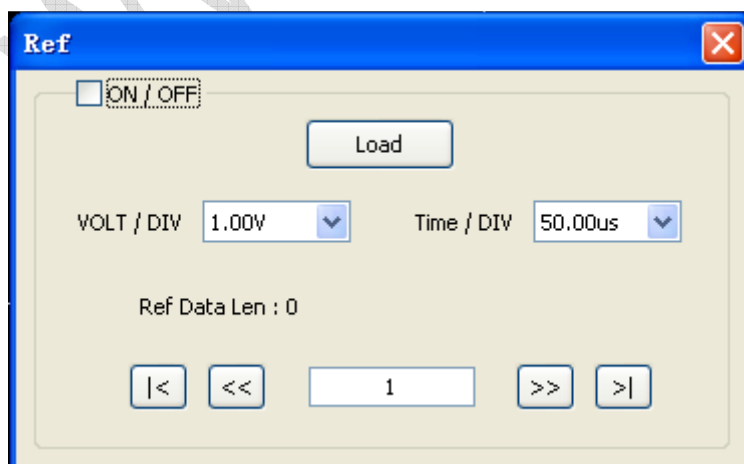 Ref
ON / OFF
Load
VOLT / DIV 1.00V Time / DIV 50.00us
Ref Data Len : 0
|< << 1 >> >|